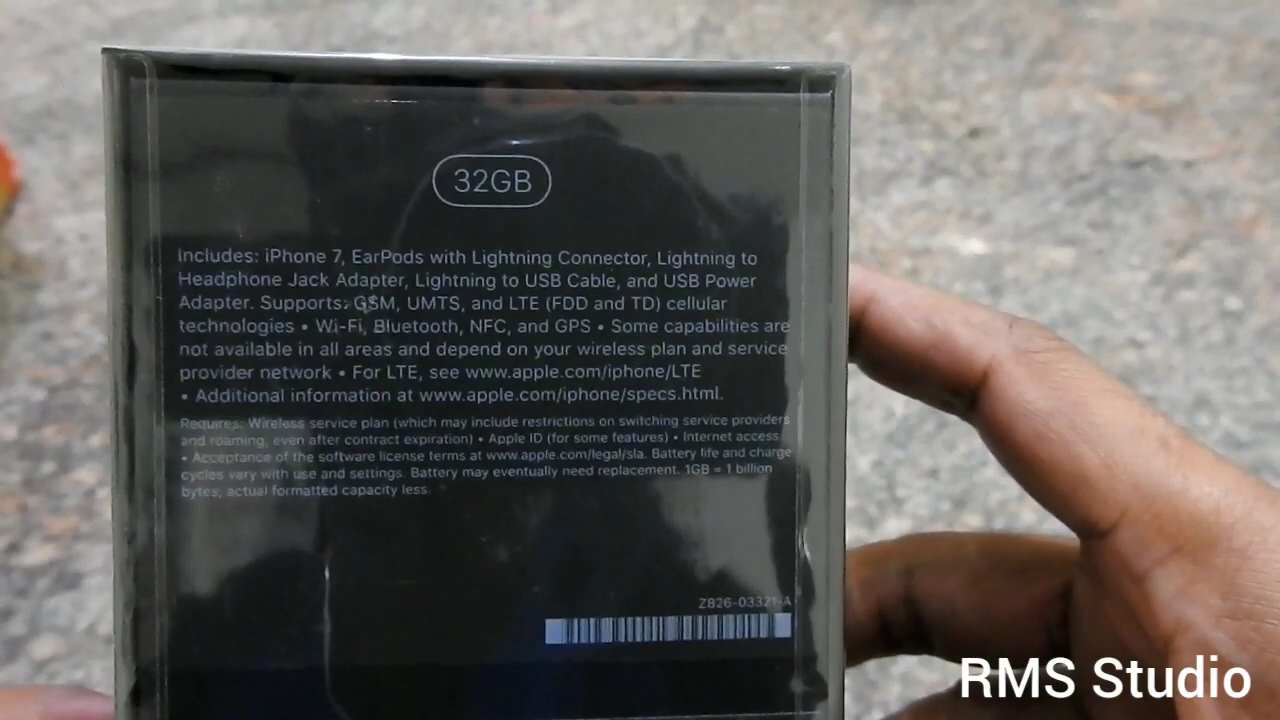 32GB
Includes: iPhone 7, EarPods with Lightning Connector, Lightning to
Headphone Jack Adapter, Lightning to USB Cable, and USB Power
Adapter. Supports: GSM, UMTS, and LTE (FDD and TD) cellular
technologies • Wi-Fi, Bluetooth, NFC, and GPS • Some capabilities are
not available in all areas and depend on your wireless plan and service
provider network • For LTE, see www.apple.com/iphone/LTE
• Additional information at www.apple.com/iphone/specs.html.
Requires: Wireless service plan (which may include restrictions on switching service providers
and roaming, even after contract expiration) • Apple ID (for some features) • Internet access
• Acceptance of the software license terms at www.apple.com/legal/sla. Battery life and charge
cycles vary with use and settings. Battery may eventually need replacement. 1GB = 1 billion
bytes; actual formatted capacity less.
Z826-03321-A
RMS Studio